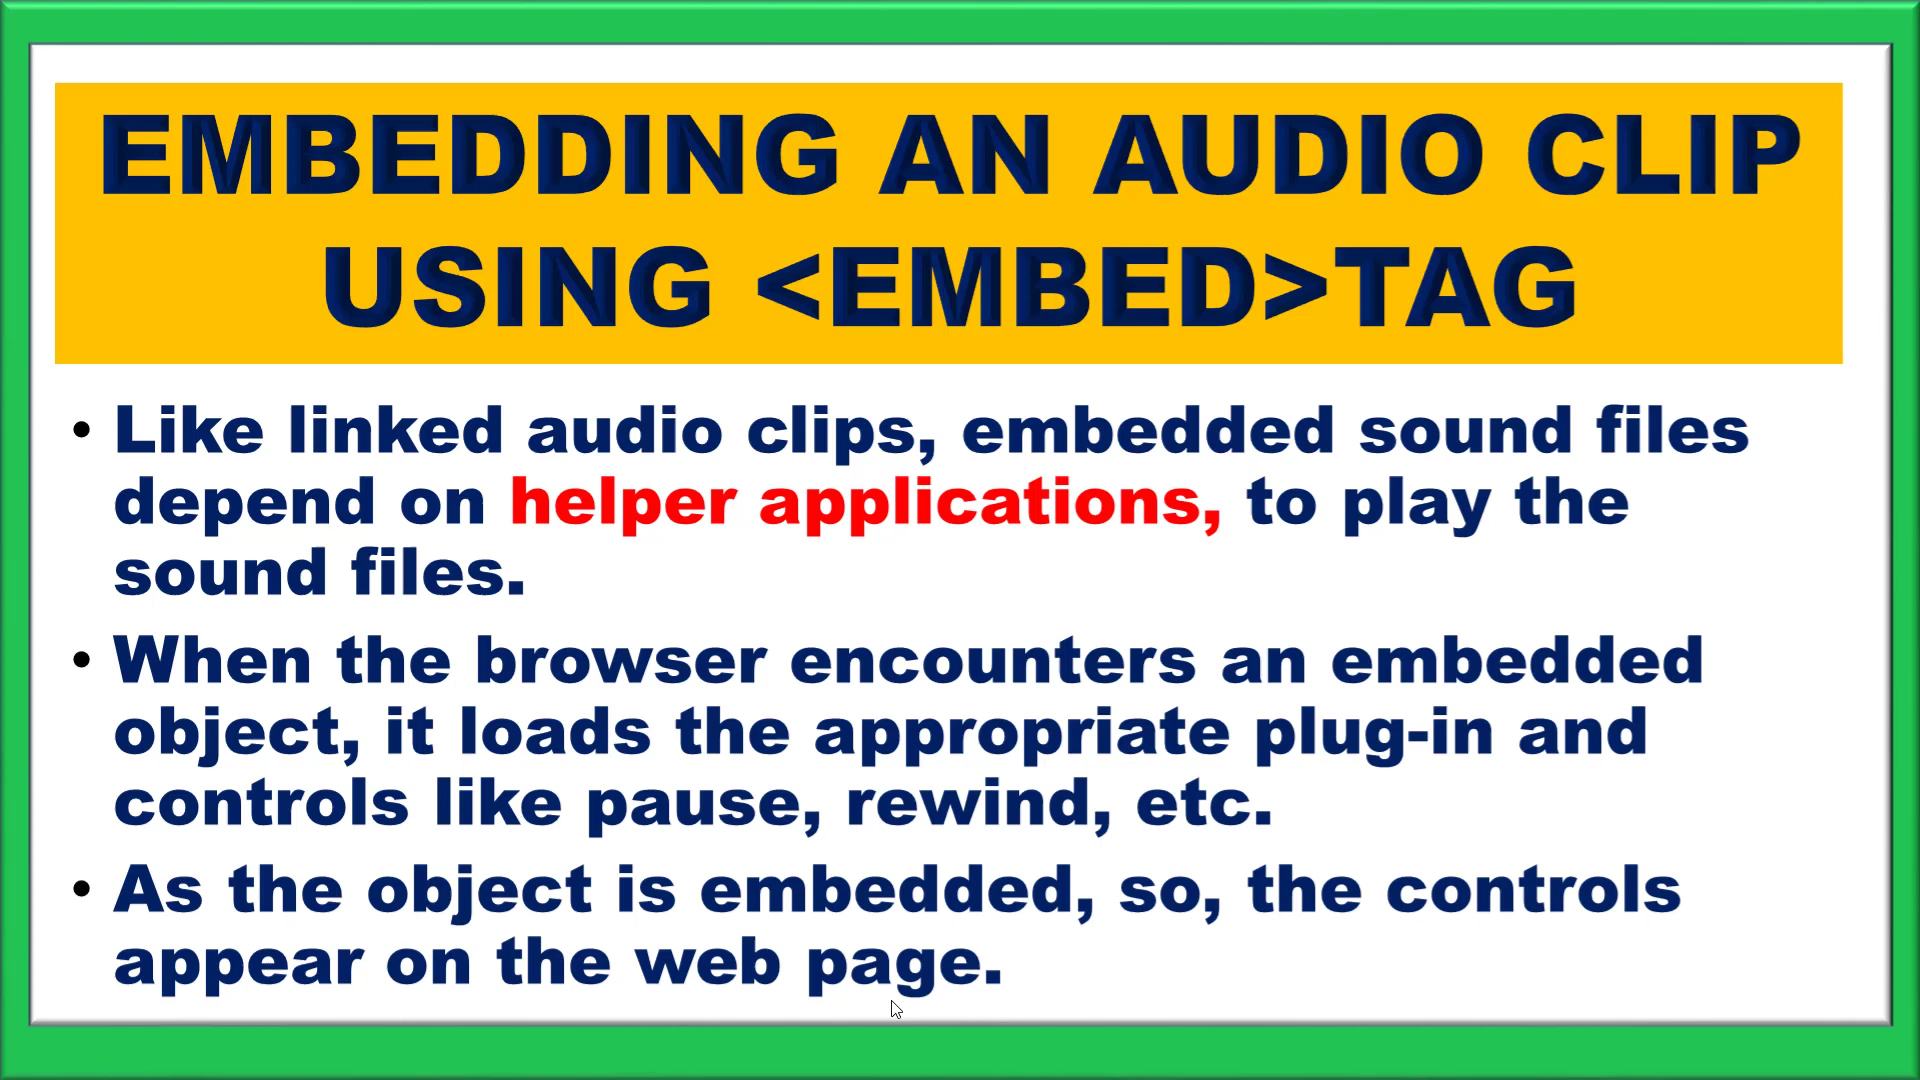 EMBEDDING AN AUDIO CLIP
USING <EMBED>TAG
• Like linked audio clips, embedded sound files
depend on helper applications, to play the
sound files.
• When the browser encounters an embedded
object, it loads the appropriate plug-in and
controls like pause, rewind, etc.
• As the object is embedded, so, the controls
appear on the web page.